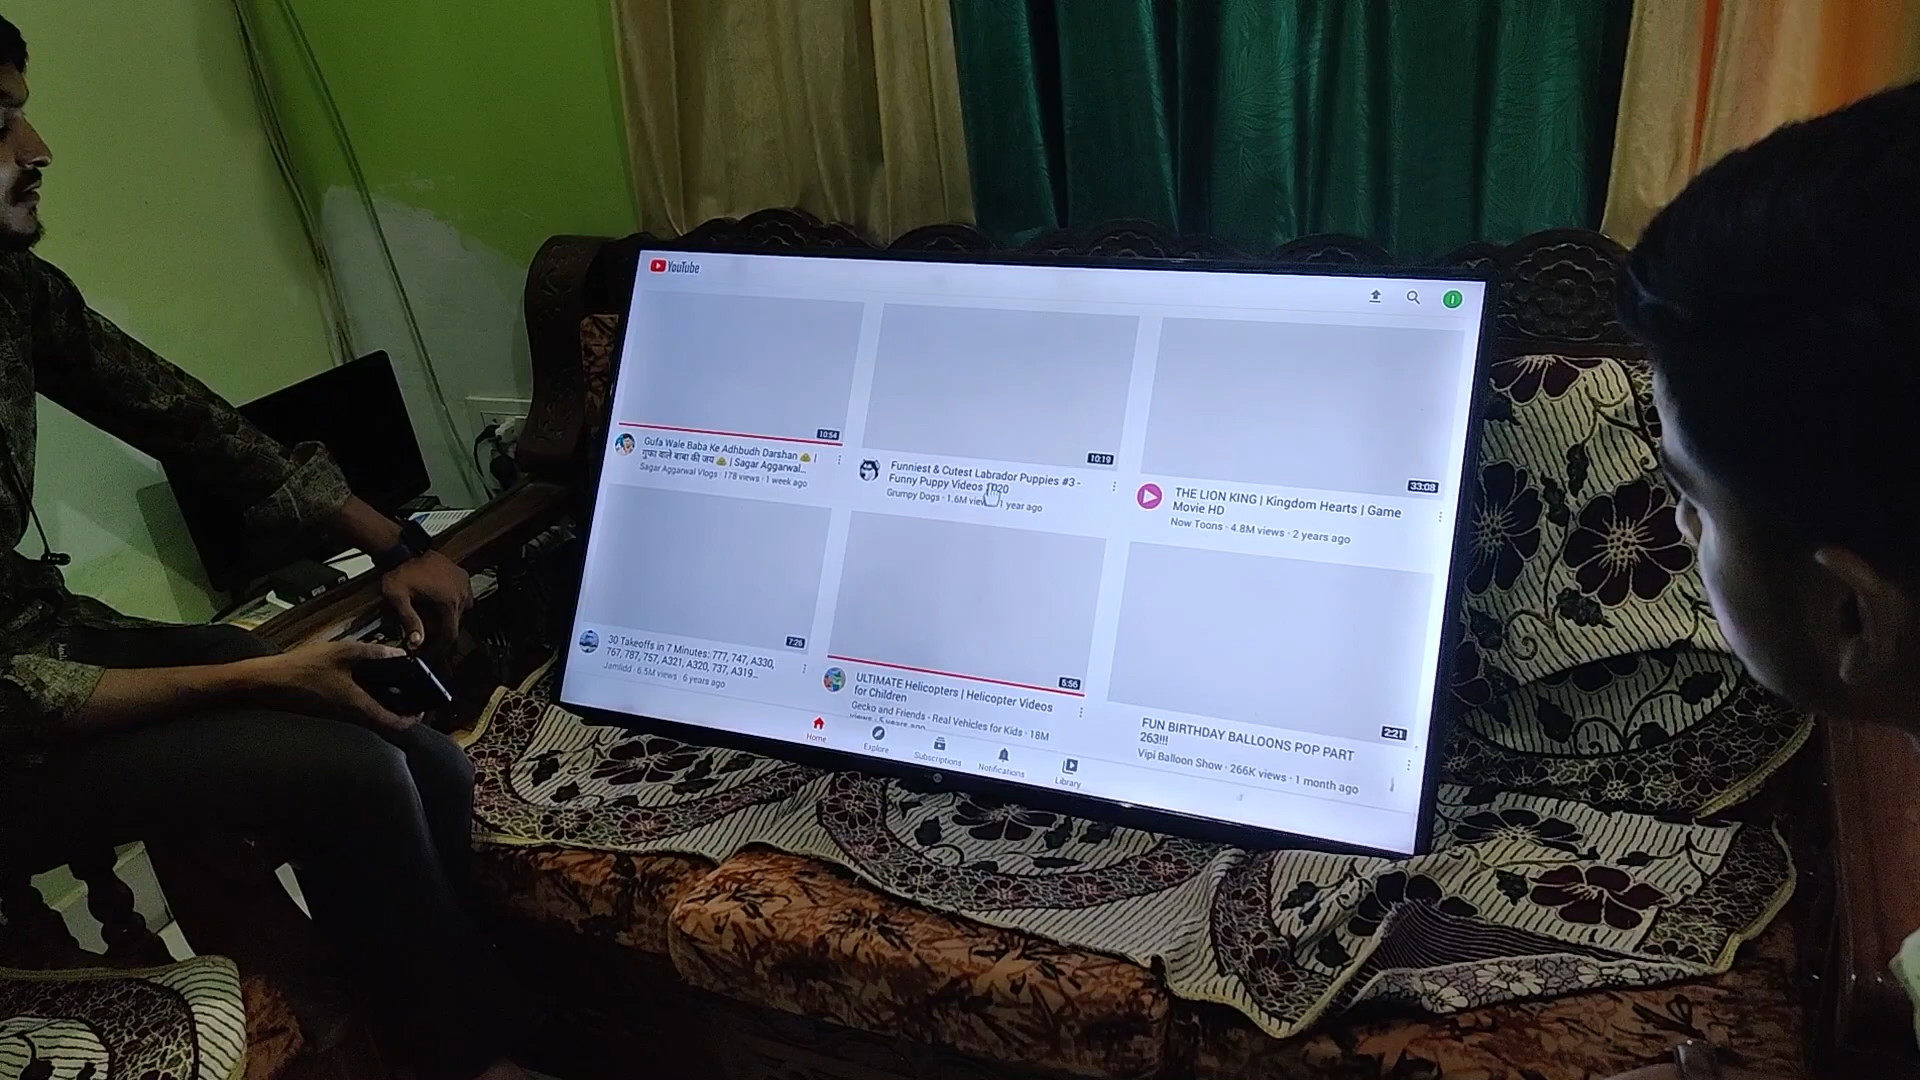 YouTube
10:54
Gufa Wale Baba Ke Adhbudh Darshan 🙏 |
गुफा वाले बाबा की जय 🙏 | Sagar Aggarwal...
Sagar Aggarwal Vlogs · 178 views · 1 week ago
10:19
Funniest & Cutest Labrador Puppies #3 -
Funny Puppy Videos
Grumpy Dogs · 1.6M 1 year ago
33:08
THE LION KING | Kingdom Hearts | Game
Movie HD
Now Toons · 4.8M views · 2 years ago
7:26
30 Takeoffs in 7 Minutes: 777, 747, A330,
767, 787, 757, A321, A320, 737, A319...
6.5M views · 6 years ago
5:56
ULTIMATE Helicopters | Helicopter Videos
for Children
Gecko and Friends - Real Vehicles for Kids · 18M
2:21
FUN BIRTHDAY BALLOONS POP PART
263!!!
Vipi Balloon Show · 266K views · 1 month ago
Home
Explore
Subscriptions
Notifications
Library